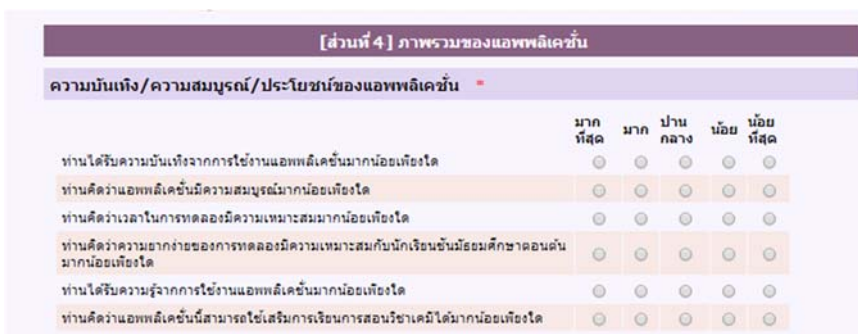 [ส่วนที่ 4] ภาพรวมของแอพพลิเคชั่น
ความบันเทิง/ความสมบูรณ์/ประโยชน์ของแอพพลิเคชั่น *
มากที่สุด มาก ปานกลาง น้อย น้อยที่สุด
ท่านได้รับความบันเทิงจากการใช้งานแอพพลิเคชั่นมากน้อยเพียงใด
ท่านคิดว่าแอพพลิเคชั่นมีความสมบูรณ์มากน้อยเพียงใด
ท่านคิดว่าเวลาในการทดลองมีความเหมาะสมมากน้อยเพียงใด
ท่านคิดว่าความยากง่ายของการทดลองมีความเหมาะสมกับนักเรียนชั้นมัธยมศึกษาตอนต้น
มากน้อยเพียงใด
ท่านได้รับความรู้จากการใช้งานแอพพลิเคชั่นมากน้อยเพียงใด
ท่านคิดว่าแอพพลิเคชั่นนี้สามารถใช้เสริมการเรียนการสอนวิชาเคมีได้มากน้อยเพียงใด